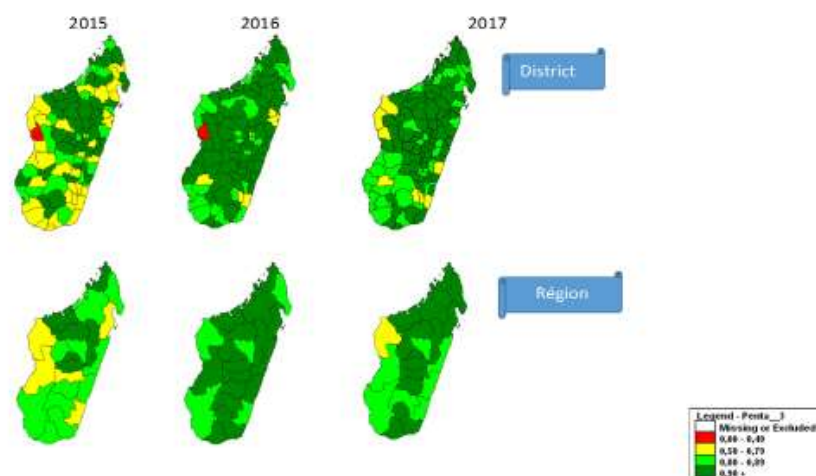 2015
2016
2017
District
Région
Legend - Penta__3
Missing or Excluded
0,00 - 0,49
0,50 - 0,79
0,80 - 0,89
0,90 +